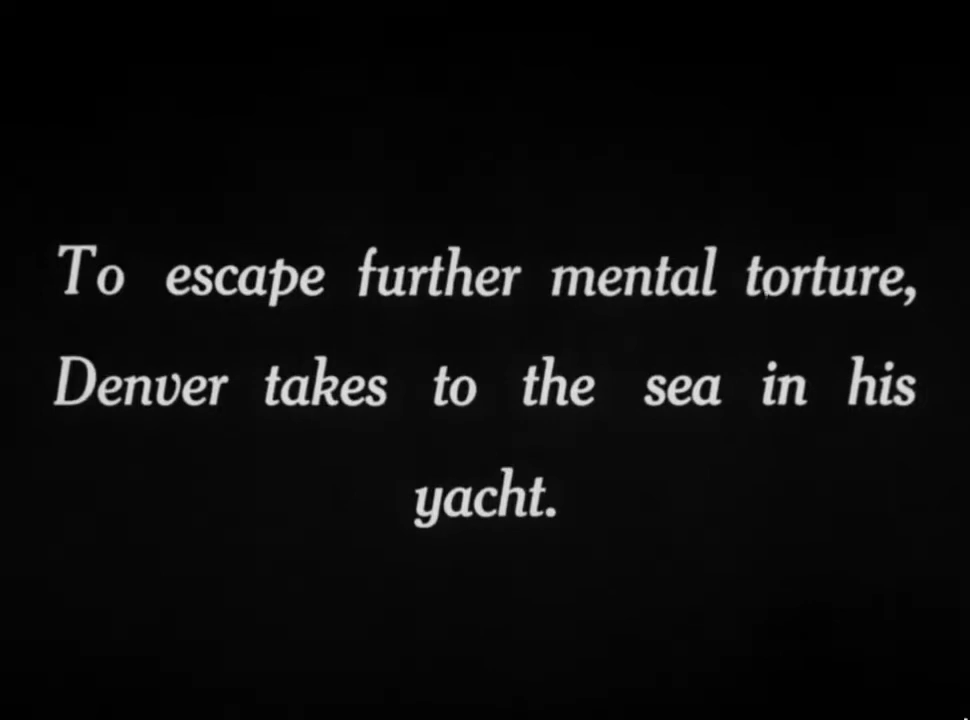 To escape further mental torture,
Denver takes to the sea in his
yacht.